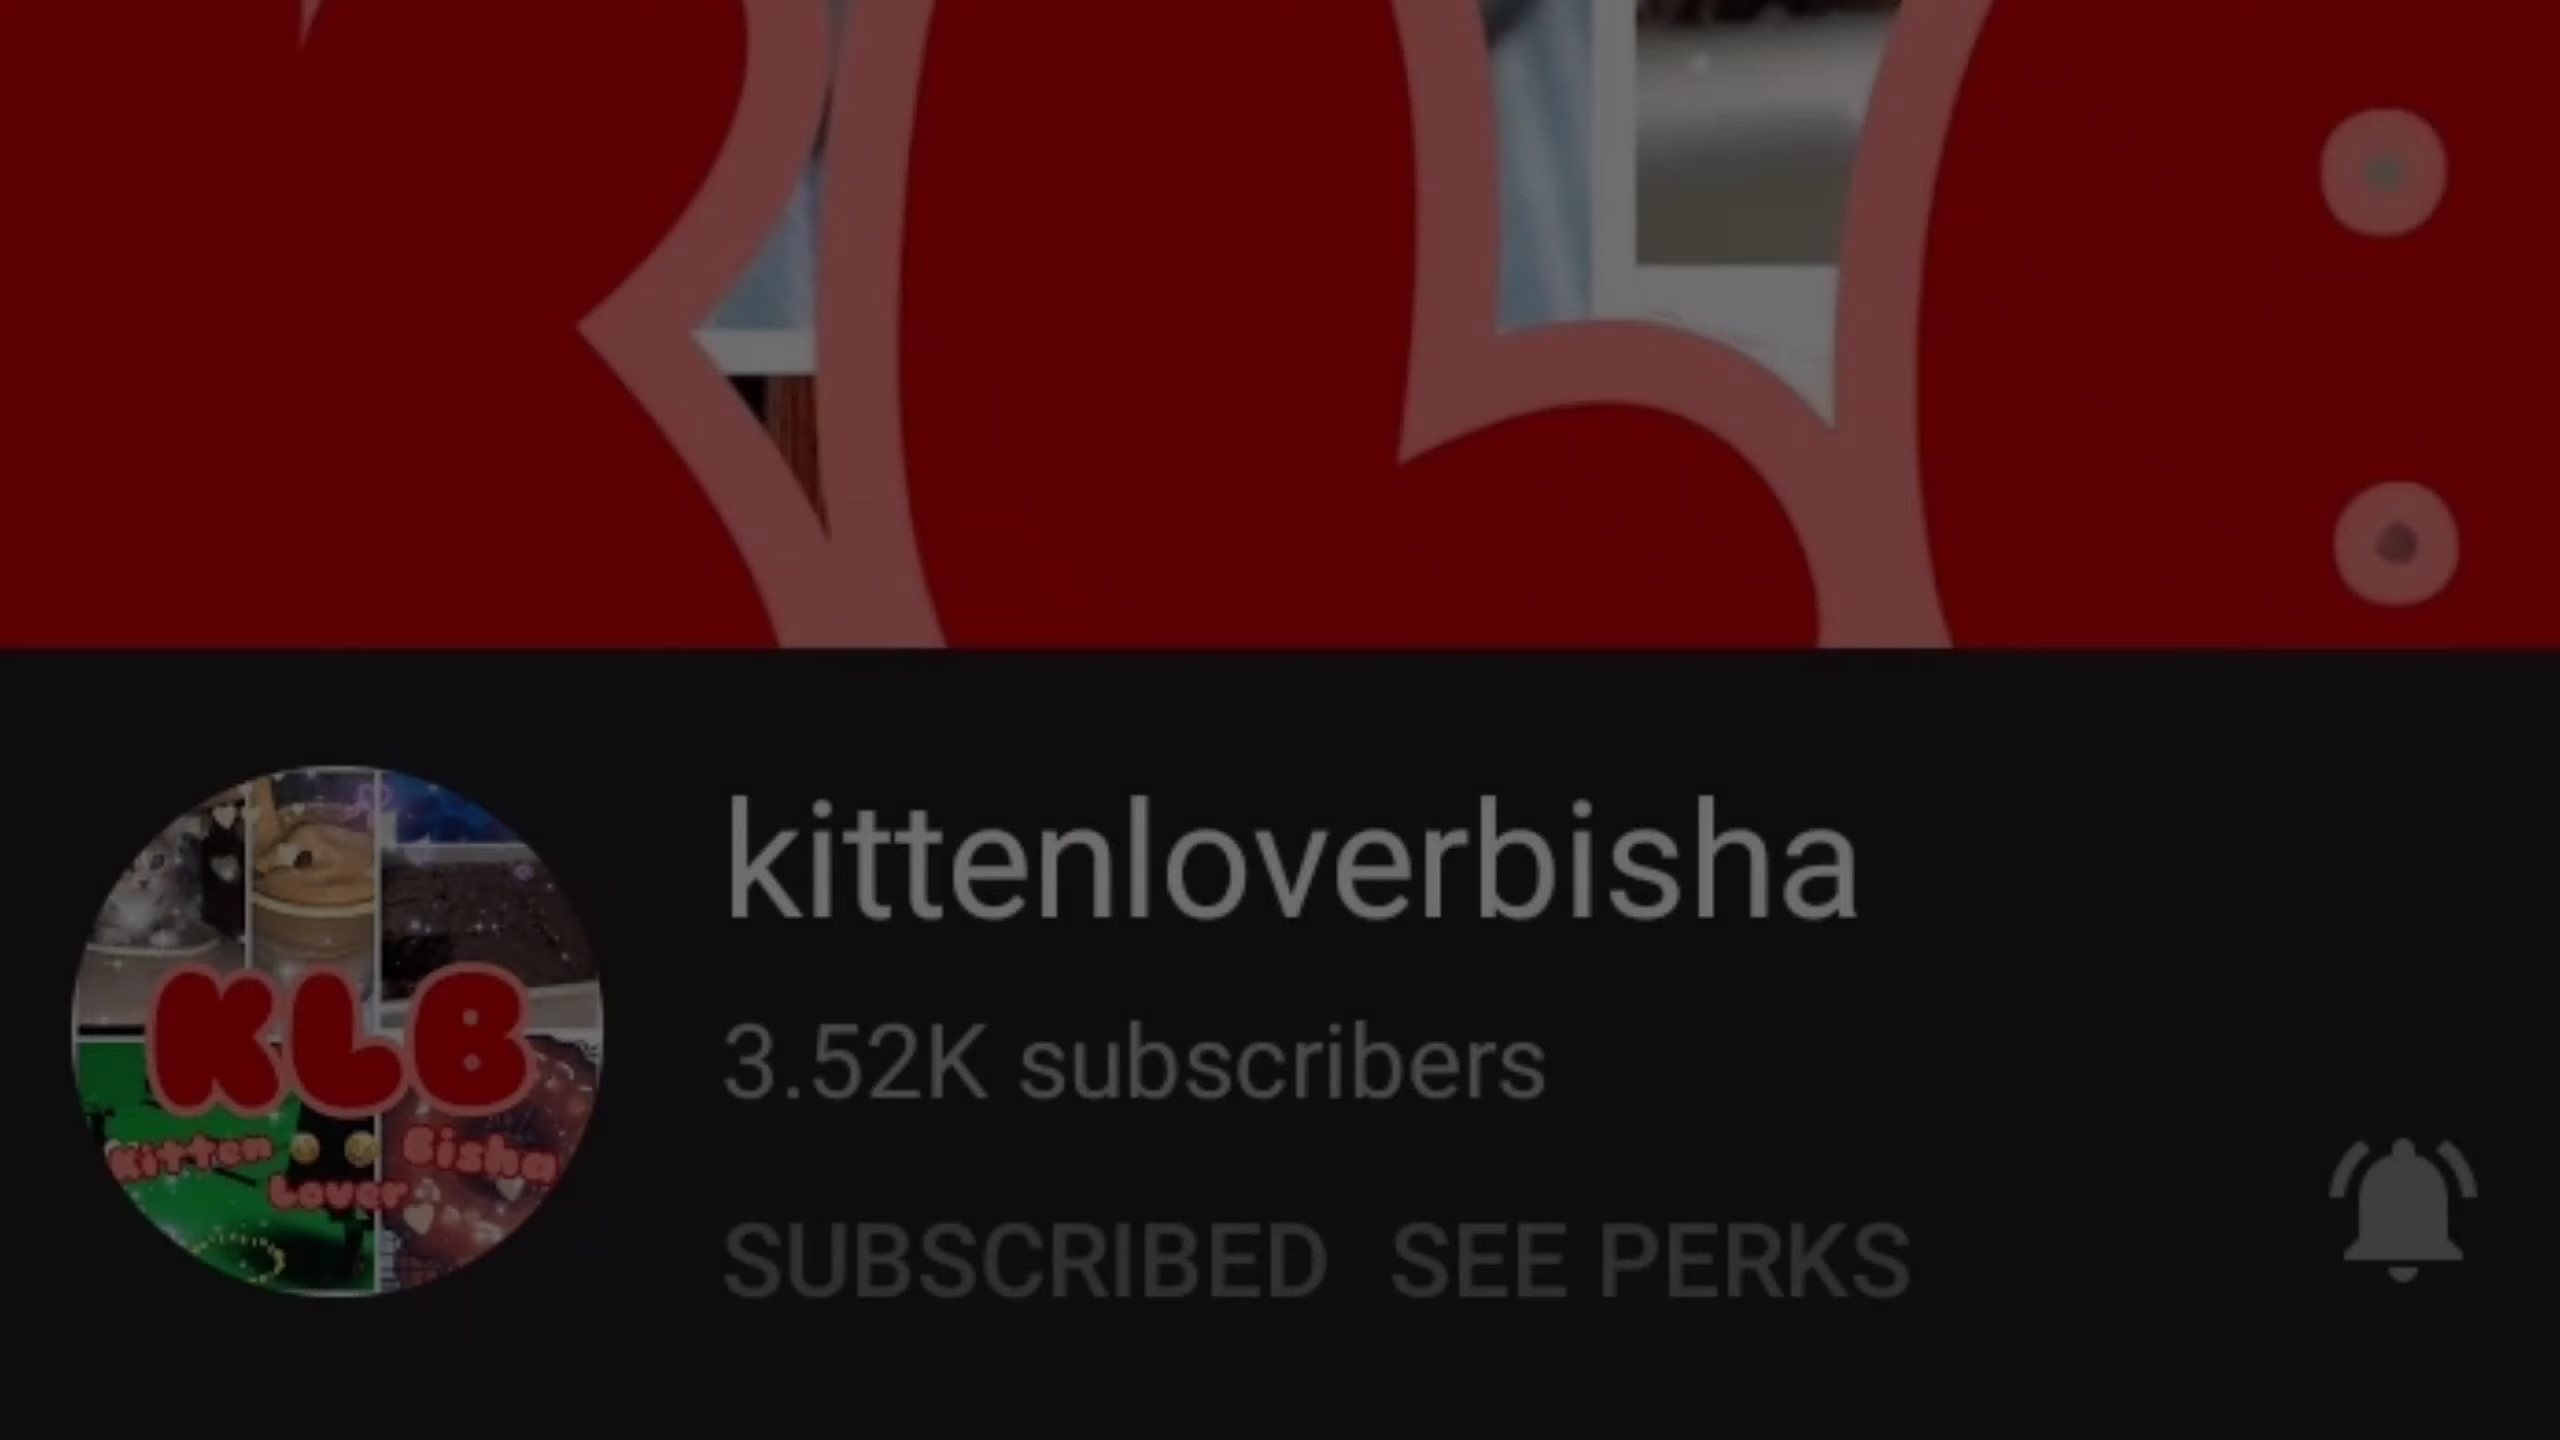 kittenloverbisha
3.52K subscribers
KLB
Kitten Bisha
Lover
SUBSCRIBED SEE PERKS